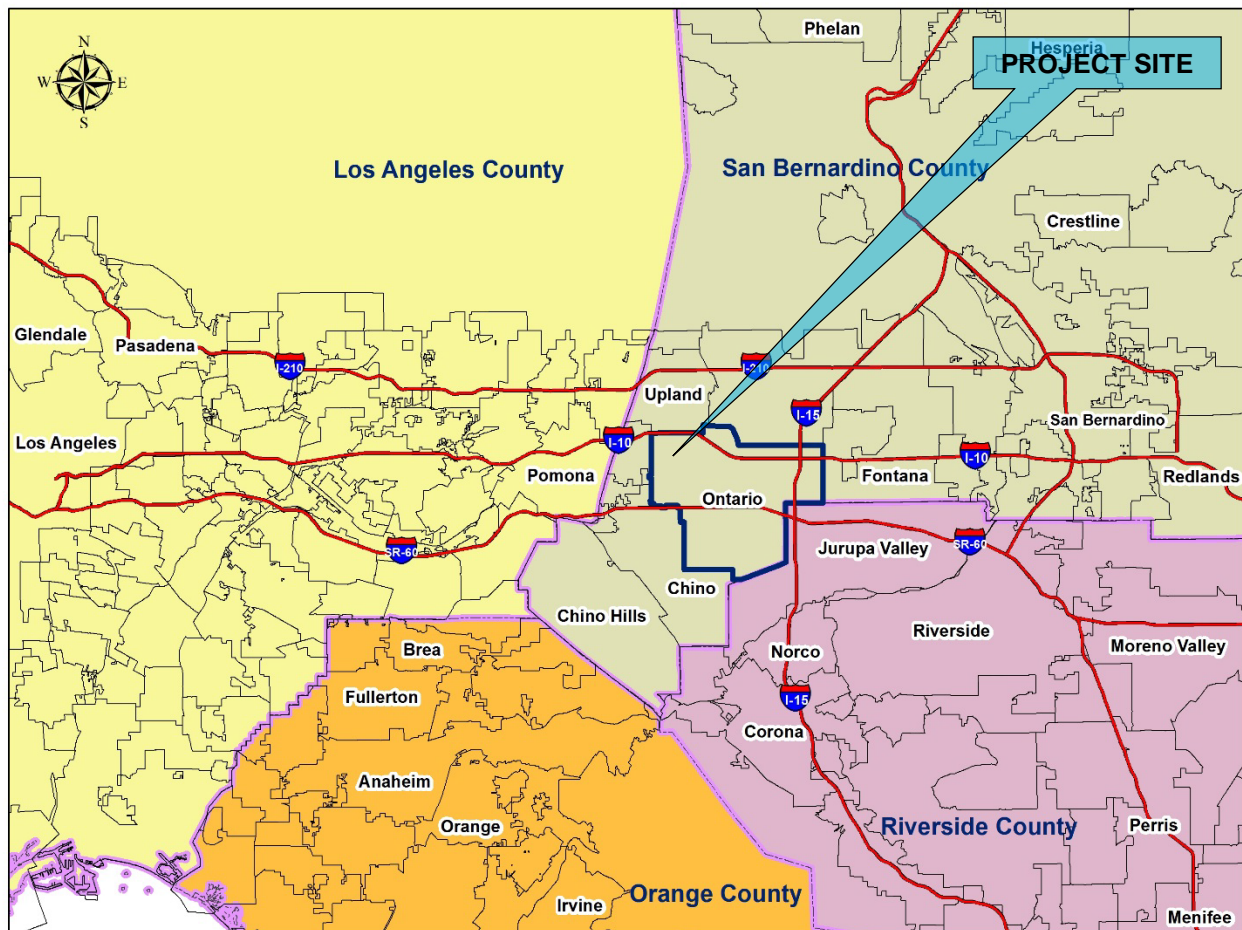 Phelan
Hesperia
PROJECT SITE
N
W E
S
Los Angeles County
San Bernardino County
Crestline
Glendale
Pasadena
I-210
I-210
Upland
I-15
San Bernardino
Los Angeles
I-10
Pomona
Fontana
I-10
Redlands
Ontario
SR-60
Jurupa Valley
SR-60
Chino
Chino Hills
Brea
Riverside
Moreno Valley
Norco
Fullerton
I-15
Corona
Anaheim
Orange
Riverside County
Perris
Orange County
Irvine
Menifee